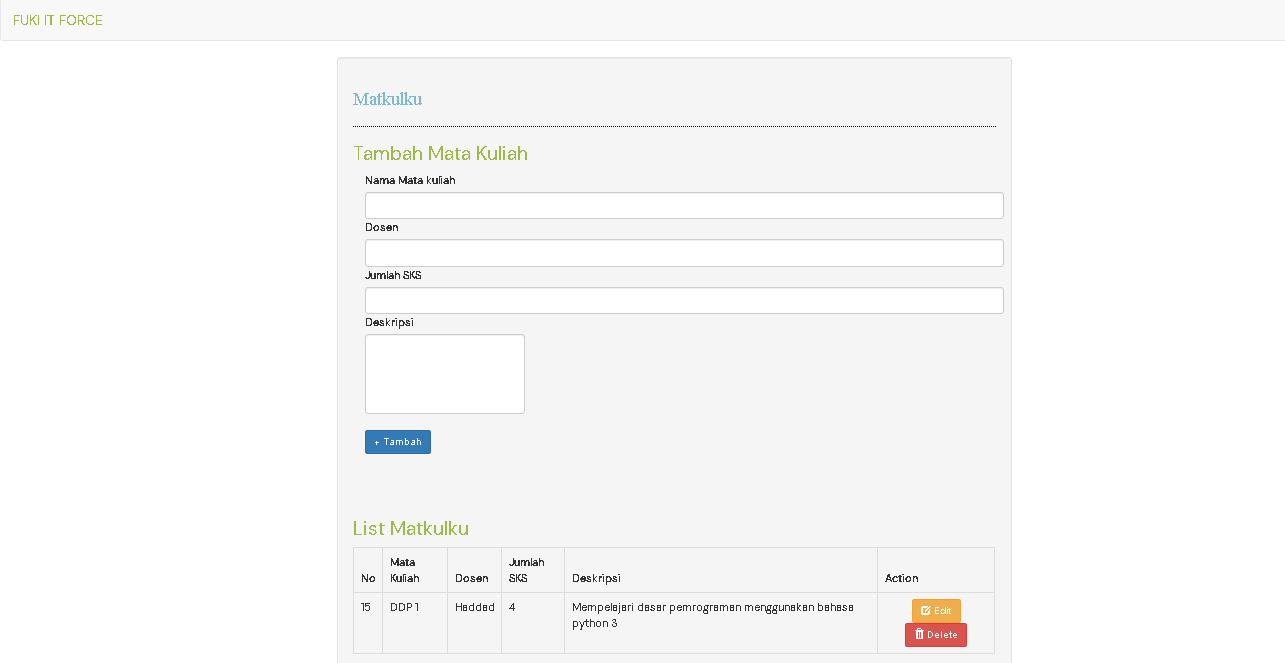 FUKI IT FORCE
Matkulku
Tambah Mata Kuliah
Nama Mata kuliah
Dosen
Jumlah SKS
Deskripsi
+ Tambah
List Matkulku
No Mata Kuliah Dosen Jumlah SKS Deskripsi Action
15 DDP 1 Haddad 4 Mempelajari dasar pemrograman menggunakan bahasa
python 3
Edit
Delete